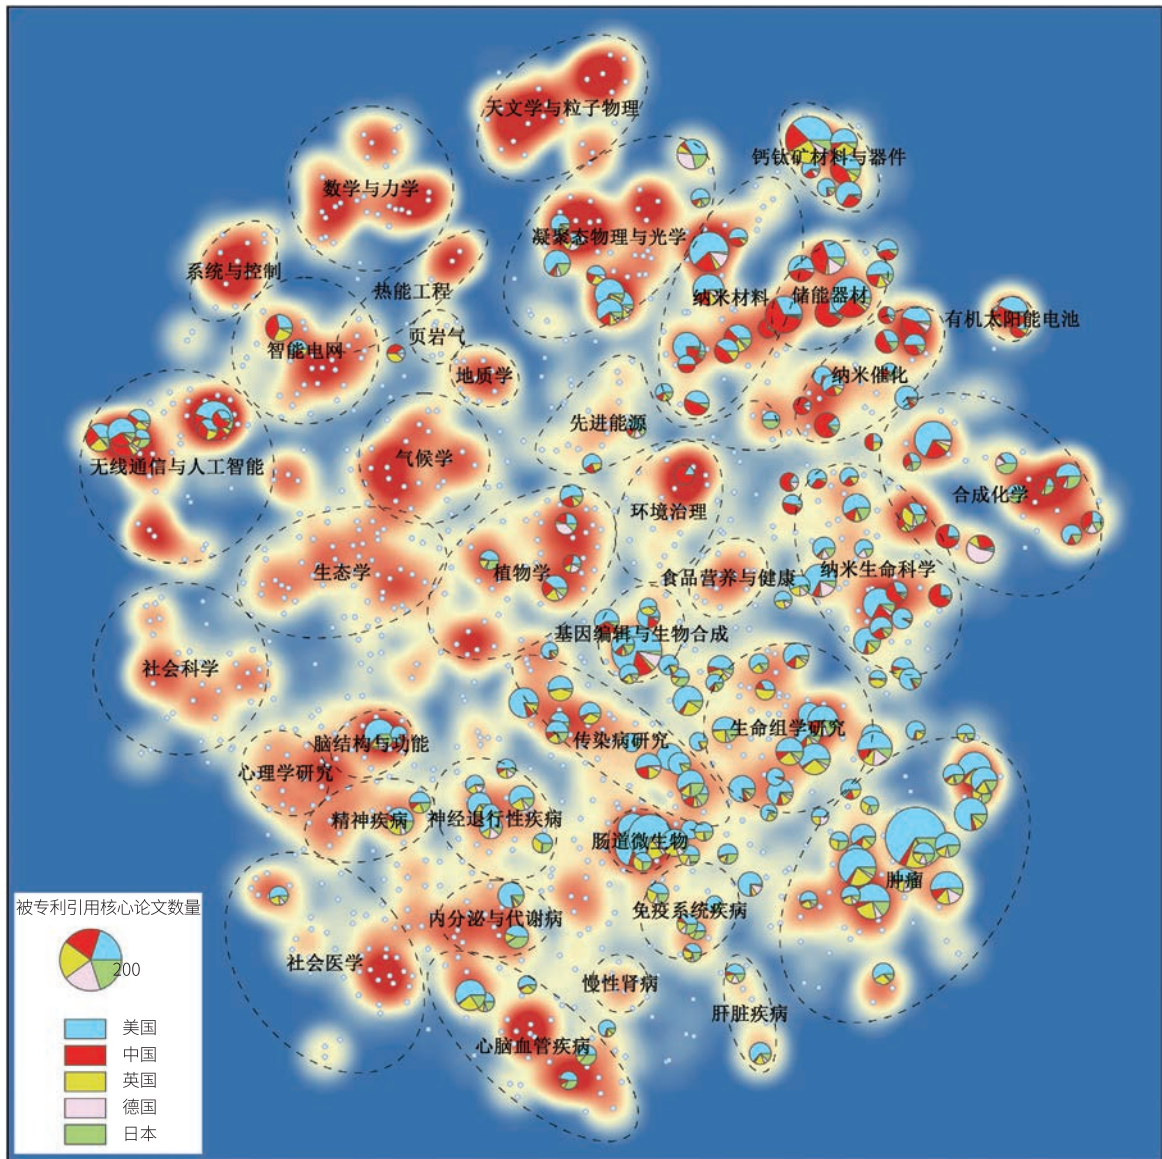 天文学与粒子物理
钙钛矿材料与器件
数学与力学
凝聚态物理与光学
系统与控制
热能工程
纳米材料
储能器材
有机太阳能电池
页岩气
智能电网
地质学
纳米催化
先进能源
气候学
无线通信与人工智能
合成化学
环境治理
生态学
植物学
食品营养与健康
纳米生命科学
基因编辑与生物合成
社会科学
生命组学研究
传染病研究
脑结构与功能
心理学研究
精神疾病
神经退行性疾病
肠道微生物
肿瘤
免疫系统疾病
内分泌与代谢病
社会医学
慢性肾病
肝脏疾病
心脑血管疾病
被专利引用核心论文数量
200
美国
中国
英国
德国
日本